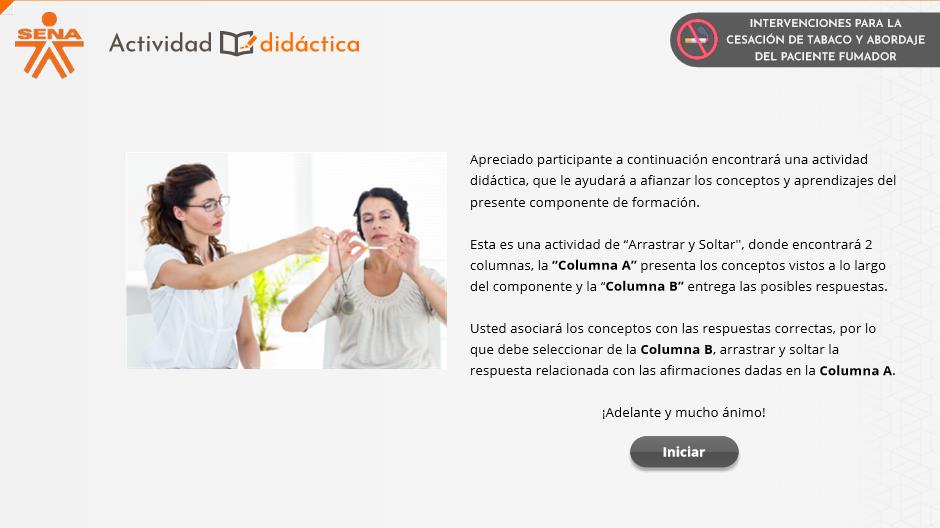 SENA
Actividad didáctica
INTERVENCIONES PARA LA
CESACIÓN DE TABACO Y ABORDAJE
DEL PACIENTE FUMADOR
Apreciado participante a continuación encontrará una actividad
didáctica, que le ayudará a afianzar los conceptos y aprendizajes del
presente componente de formación.
Esta es una actividad de “Arrastrar y Soltar", donde encontrará 2
columnas, la “Columna A” presenta los conceptos vistos a lo largo
del componente y la “Columna B” entrega las posibles respuestas.
Usted asociará los conceptos con las respuestas correctas, por lo
que debe seleccionar de la Columna B, arrastrar y soltar la
respuesta relacionada con las afirmaciones dadas en la Columna A.
¡Adelante y mucho ánimo!
Iniciar